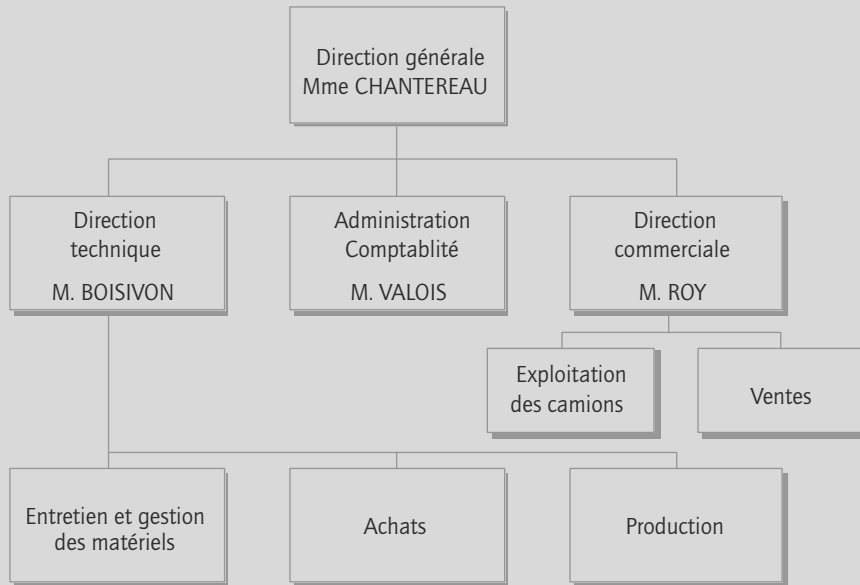 Direction générale
Mme CHANTEREAU
Direction
technique
M. BOISIVON
Administration
Comptablité
M. VALOIS
Direction
commerciale
M. ROY
Exploitation
des camions
Ventes
Entretien et gestion
des matériels
Achats
Production